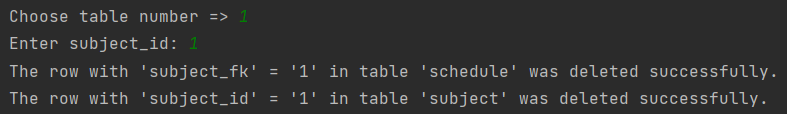 Choose table number => 1
Enter subject_id: 1
The row with 'subject_fk' = '1' in table 'schedule' was deleted successfully.
The row with 'subject_id' = '1' in table 'subject' was deleted successfully.